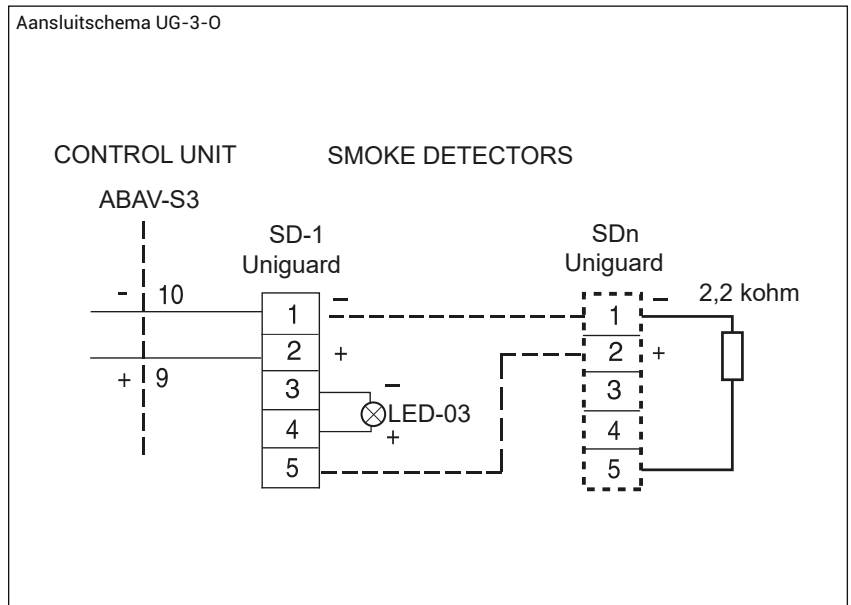 Aansluitschema UG-3-O
CONTROL UNIT
SMOKE DETECTORS
ABAV-S3
SD-1
Uniguard
SDn
Uniguard
- 10
+ 9
1 −
2 +
3 −
4 +
5
LED-03
1 −
2 +
3
4
5
2,2 kohm